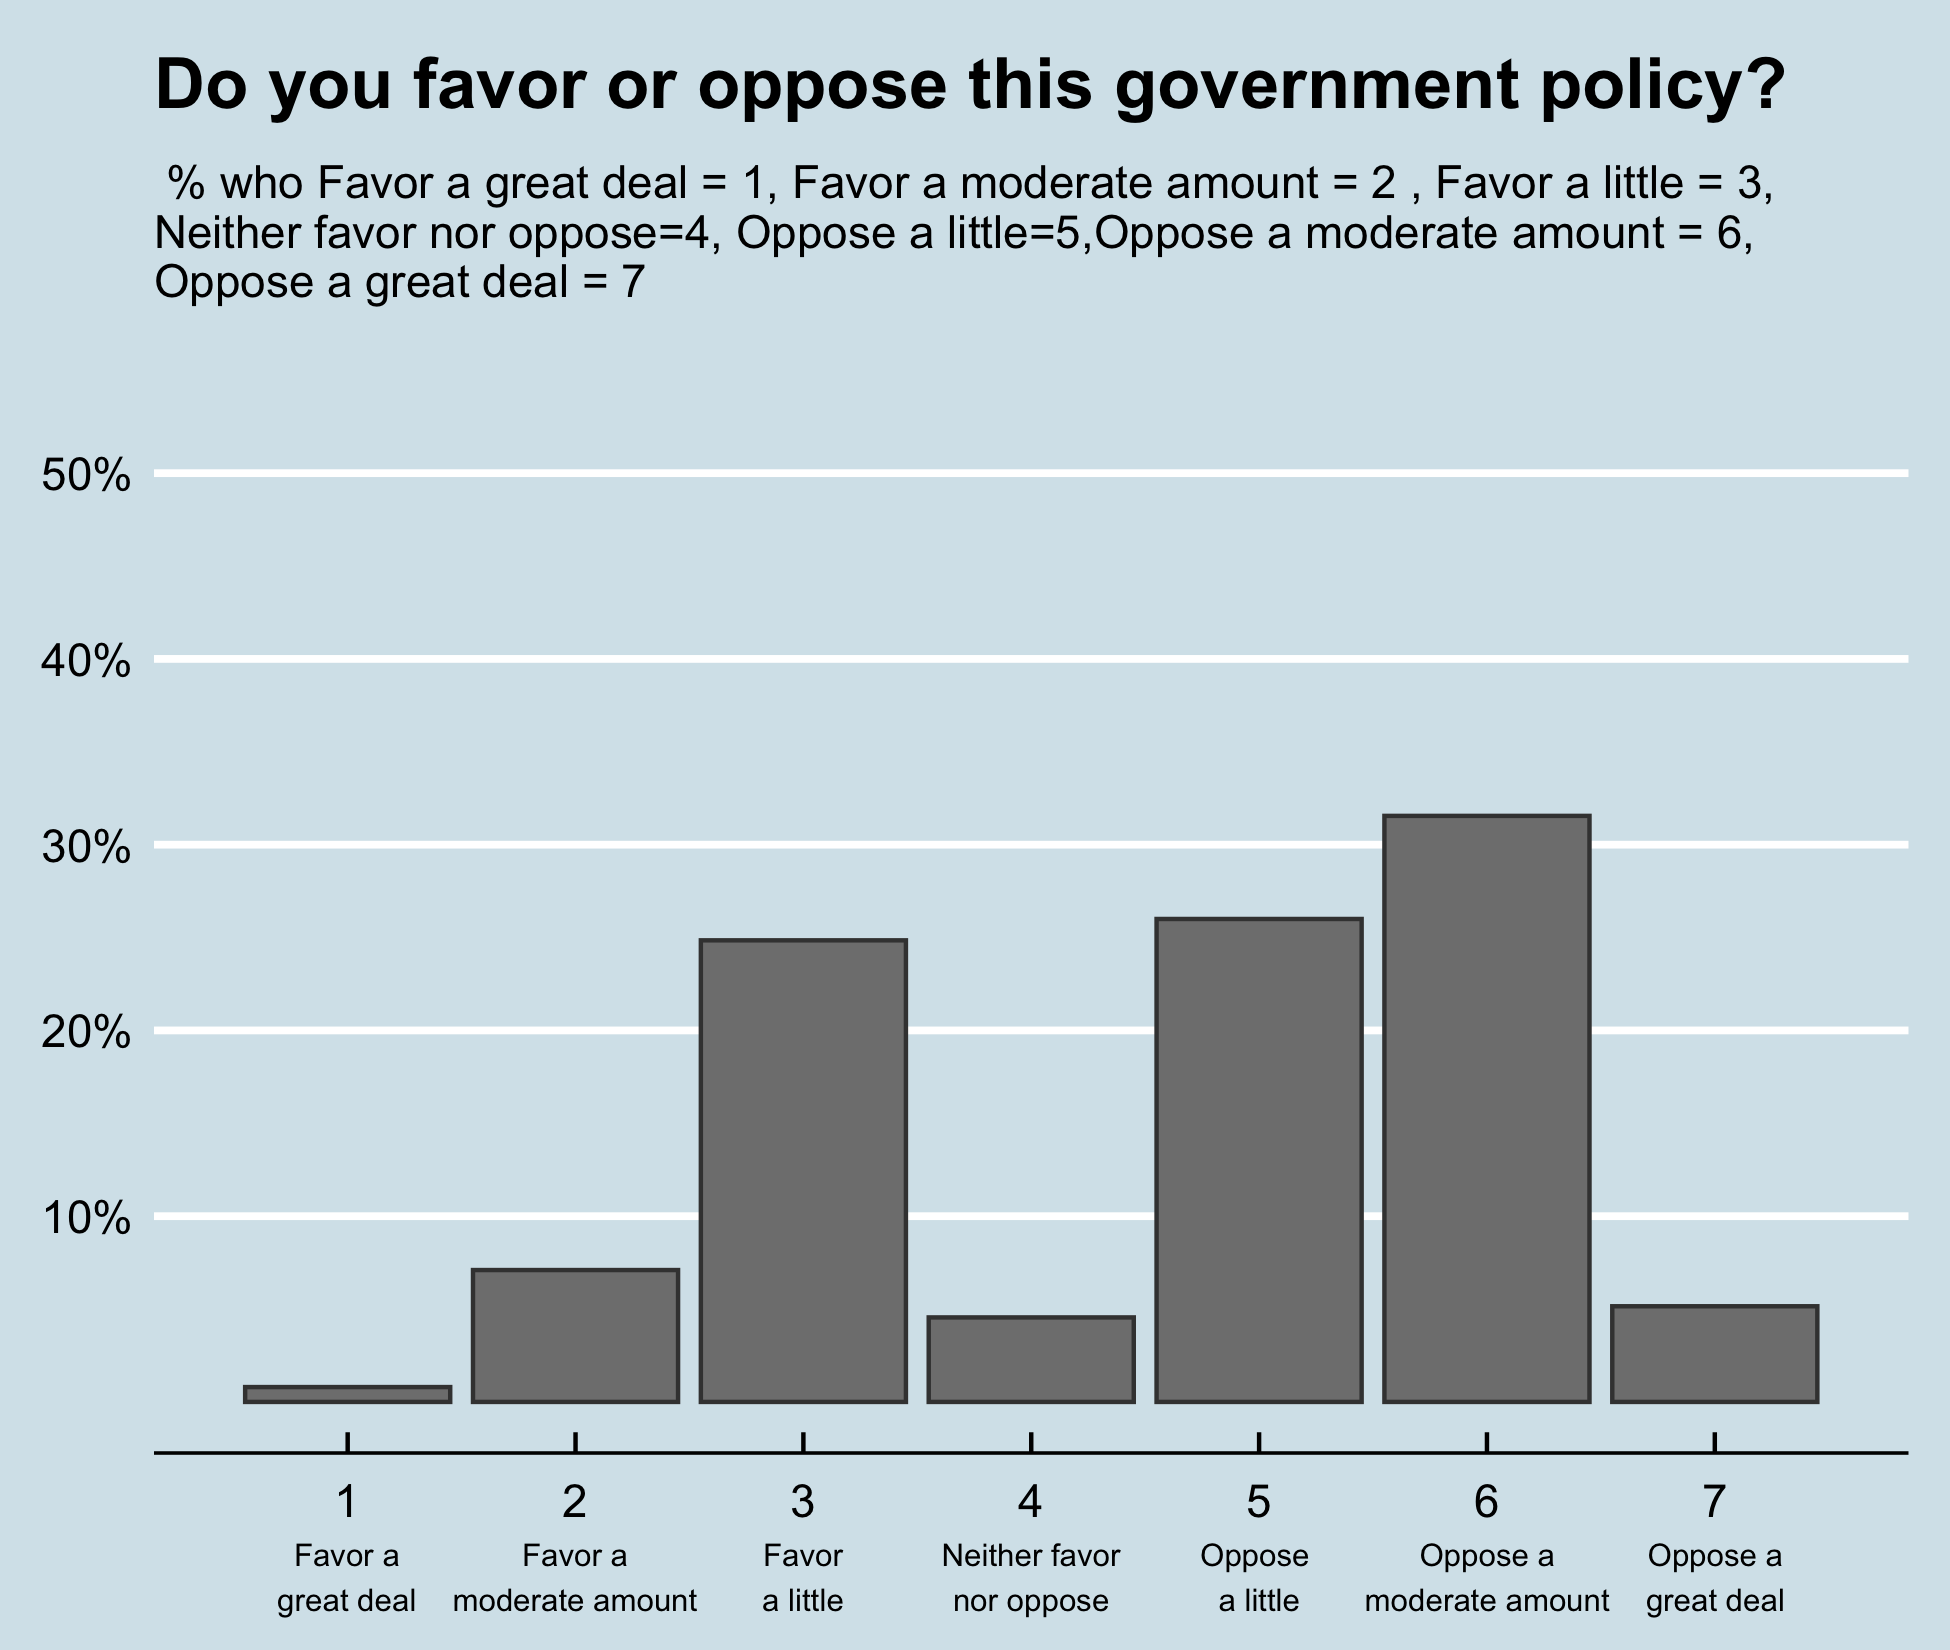 Do you favor or oppose this government policy?
% who Favor a great deal = 1, Favor a moderate amount = 2 , Favor a little = 3,
Neither favor nor oppose=4, Oppose a little=5,Oppose a moderate amount = 6,
Oppose a great deal = 7
50%
40%
30%
20%
10%
1 2 3 4 5 6 7
Favor a Favor a Favor Neither favor Oppose Oppose a Oppose a
great deal moderate amount a little nor oppose a little moderate amount great deal